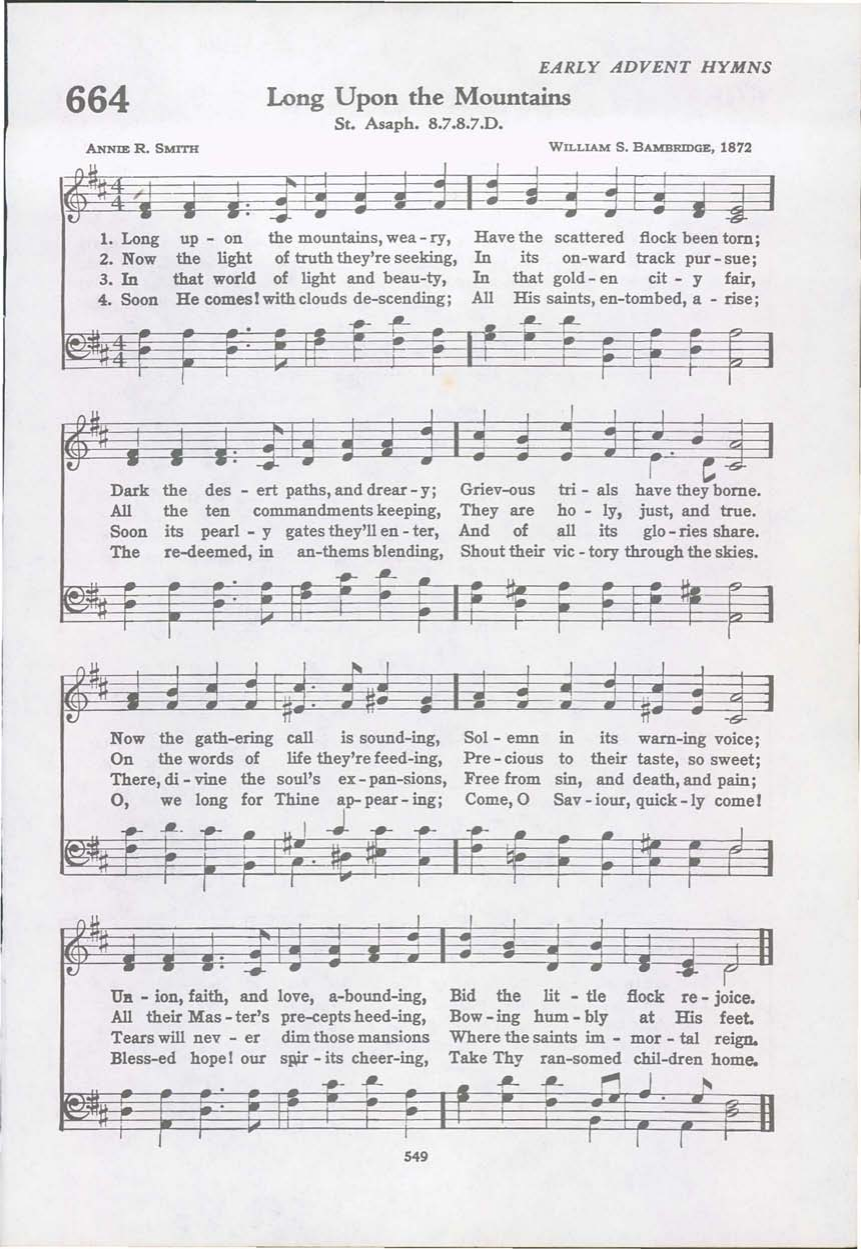 EARLY ADVENT HYMNS
664
Long Upon the Mountains
St. Asaph. 8.7.8.7.D.
ANNIE R. SMITH
WILLIAM S. BAMBRIDGE, 1872
1. Long up - on the mountains, wea - ry, Have the scattered flock been torn;
2. Now the light of truth they're seeking, In its on-ward track pur - sue;
3. In that world of light and beau-ty, In that gold - en cit - y fair,
4. Soon He comes! with clouds de-scending; All His saints, en-tombed, a - rise;
Dark the des - ert paths, and drear - y; Griev-ous tri - als have they borne.
All the ten commandments keeping, They are ho - ly, just, and true.
Soon its pearl - y gates they'll en - ter, And of all its glo - ries share.
The re-deemed, in an-thems blending, Shout their vic - tory through the skies.
Now the gath-ering call is sound-ing, Sol - emn in its warn-ing voice;
On the words of life they're feed-ing, Pre - cious to their taste, so sweet;
There, di - vine the soul's ex - pan-sions, Free from sin, and death, and pain;
O, we long for Thine ap- pear - ing; Come, O Sav - iour, quick - ly come!
Un - ion, faith, and love, a-bound-ing, Bid the lit - tle flock re - joice.
All their Mas - ter's pre-cepts heed-ing, Bow - ing hum - bly at His feet.
Tears will nev - er dim those mansions Where the saints im - mor - tal reign.
Bless-ed hope! our spir - its cheer-ing, Take Thy ran-somed chil-dren home.
549